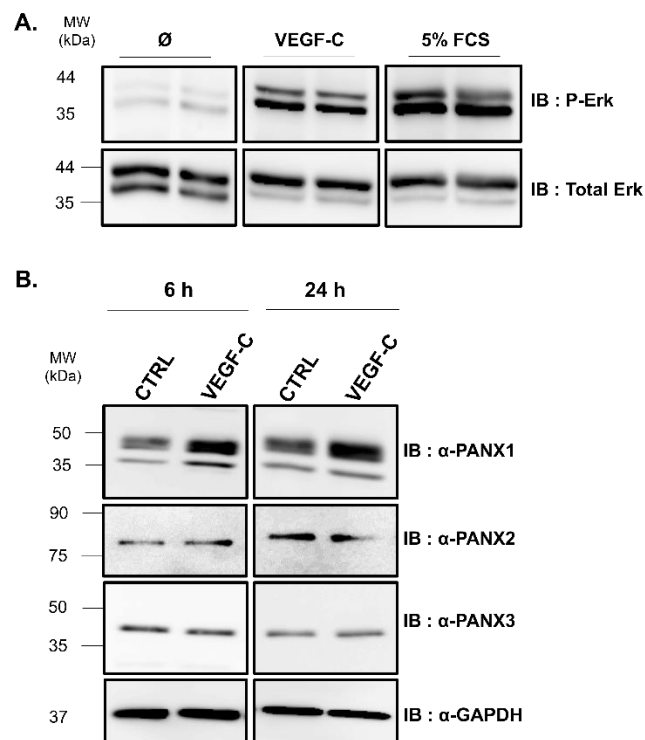 A.
MW
(kDa)
Ø
VEGF-C
5% FCS
44
35
IB : P-Erk
44
35
IB : Total Erk
B.
6 h
24 h
MW
(kDa)
CTRL
VEGF-C
CTRL
VEGF-C
50
35
IB : α-PANX1
90
75
IB : α-PANX2
50
35
IB : α-PANX3
37
IB : α-GAPDH